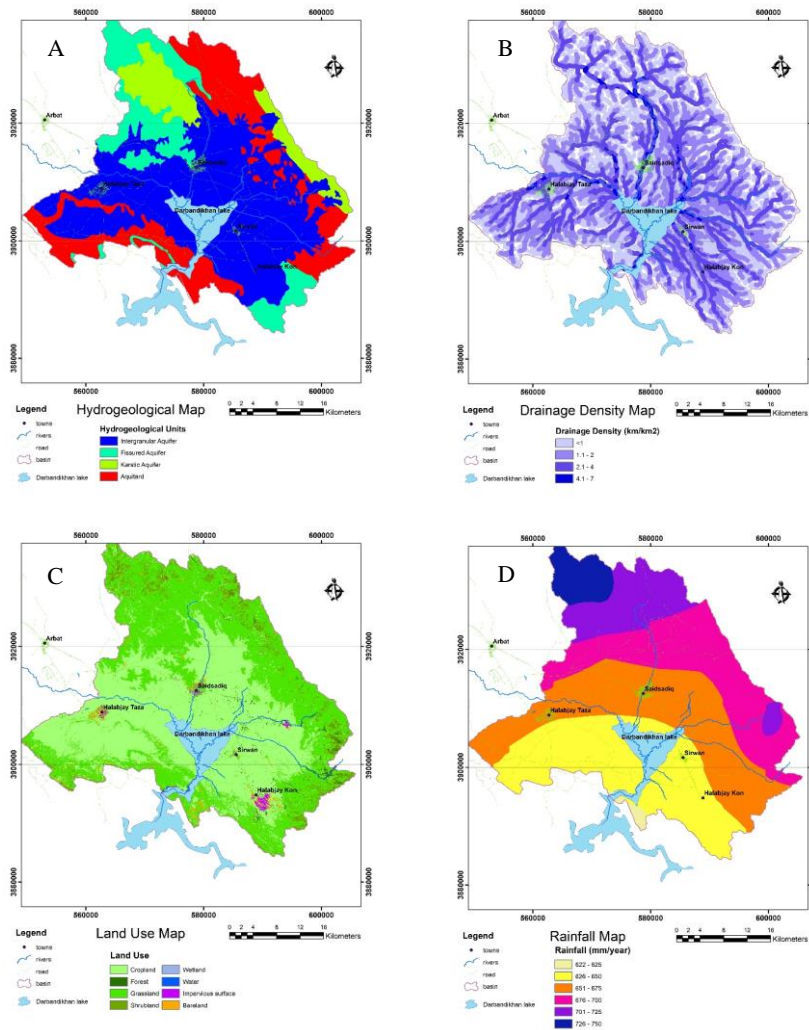 A
560000
580000
600000
3920000
3900000
3880000
Arbat
Saidsadiq
Halabjay Taza
Darbandikhan lake
Sirwan
Halabjay Kon
Legend
towns
rivers
road
basin
Darbandikhan lake
Hydrogeological Map
Hydrogeological Units
Intergranular Aquifer
Fissured Aquifer
Karstic Aquifer
Aquitard
0 2 4 8 12 16
Kilometers
B
560000
580000
600000
3920000
3900000
3880000
Arbat
Saidsadiq
Halabjay Taza
Darbandikhan lake
Sirwan
Halabjay Kon
Legend
towns
rivers
road
basin
Darbandikhan lake
Drainage Density Map
Drainage Density (km/km2)
<1
1.1 - 2
2.1 - 4
4.1 - 7
0 2 4 8 12 16
Kilometers
C
560000
580000
600000
3920000
3900000
3880000
Arbat
Saidsadiq
Halabjay Taza
Darbandikhan lake
Sirwan
Halabjay Kon
Legend
towns
rivers
road
basin
Darbandikhan lake
Land Use Map
Land Use
Cropland
Forest
Grassland
Shrubland
Wetland
Water
Impervious surface
Bareland
0 2 4 8 12 16
Kilometers
D
560000
580000
600000
3920000
3900000
3880000
Arbat
Saidsadiq
Halabjay Taza
Darbandikhan lake
Sirwan
Halabjay Kon
Legend
towns
rivers
road
basin
Darbandikhan lake
Rainfall Map
Rainfall (mm/year)
622 - 625
626 - 650
651 - 675
676 - 700
701 - 725
726 - 750
0 2 4 8 12 16
Kilometers